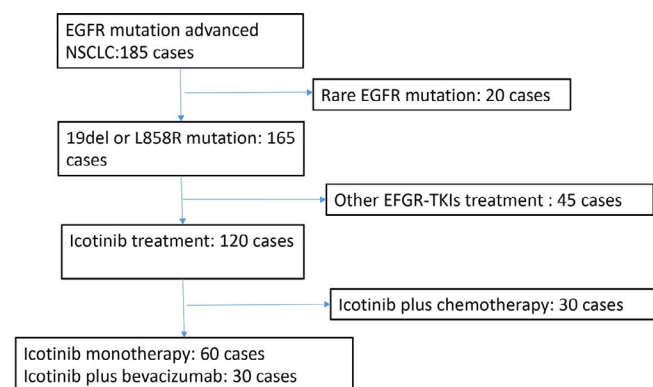 EGFR mutation advanced
NSCLC:185 cases
Rare EGFR mutation: 20 cases
19del or L858R mutation: 165
cases
Other EFGR-TKIs treatment : 45 cases
Icotinib treatment: 120 cases
Icotinib plus chemotherapy: 30 cases
Icotinib monotherapy: 60 cases
Icotinib plus bevacizumab: 30 cases